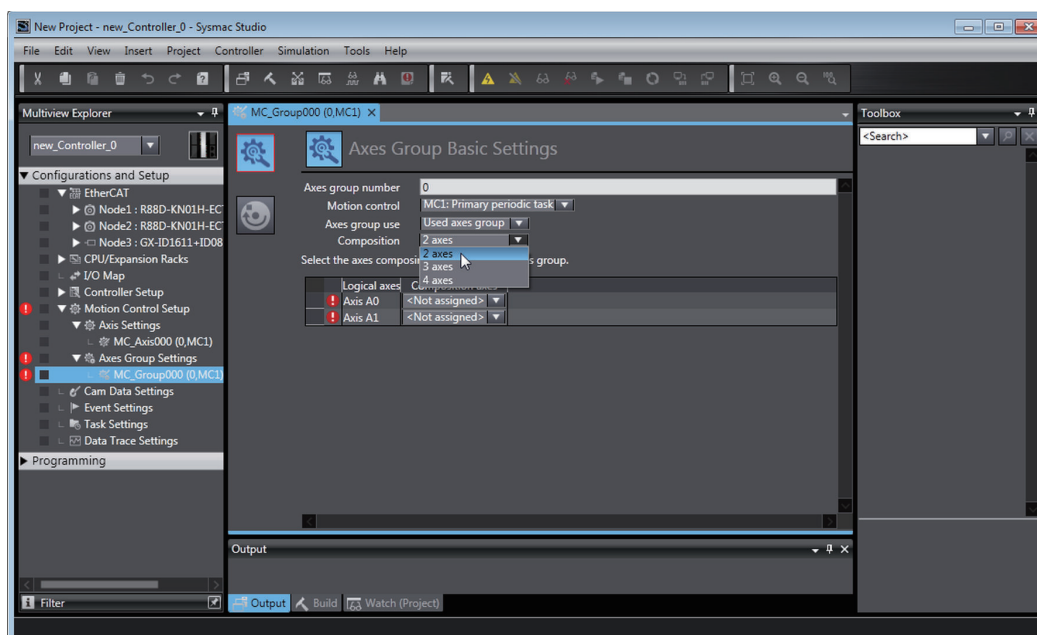 New Project - new_Controller_0 - Sysmac Studio
File Edit View Insert Project Controller Simulation Tools Help
Multiview Explorer
new_Controller_0
Configurations and Setup
EtherCAT
Node1 : R88D-KN01H-EC
Node2 : R88D-KN01H-EC
Node3 : GX-ID1611+ID08
CPU/Expansion Racks
I/O Map
Controller Setup
Motion Control Setup
Axis Settings
MC_Axis000 (0,MC1)
Axes Group Settings
MC_Group000 (0,MC1)
Cam Data Settings
Event Settings
Task Settings
Data Trace Settings
Programming
Filter
MC_Group000 (0,MC1)
Axes Group Basic Settings
Axes group number 0
Motion control MC1: Primary periodic task
Axes group use Used axes group
Composition 2 axes
2 axes
3 axes
4 axes
Select the axes s group.
Logical axes
Axis A0 <Not assigned>
Axis A1 <Not assigned>
Output
Output Build Watch (Project)
Toolbox
<Search>